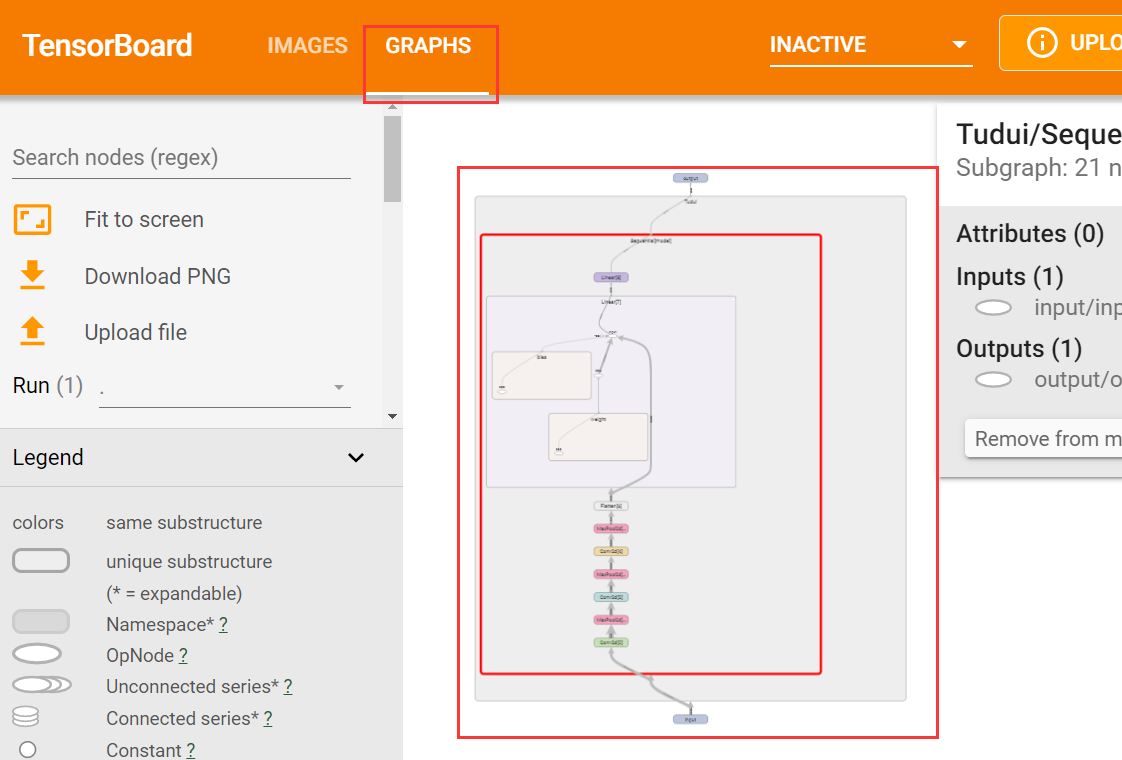 TensorBoard
IMAGES
GRAPHS
INACTIVE
UPLO
Search nodes (regex)
Fit to screen
Download PNG
Upload file
Run (1) .
Legend
colors same substructure
unique substructure
(* = expandable)
Namespace* ?
OpNode ?
Unconnected series* ?
Connected series* ?
Constant ?
output
Tudui
Sequential[model]
Linear[8]
Linear[7]
bias
weight
Flatten[6]
MaxPool2d[...
Conv2d[4]
MaxPool2d[...
Conv2d[2]
MaxPool2d[...
Conv2d[0]
input
Tudui/Seque
Subgraph: 21 n
Attributes (0)
Inputs (1)
input/inp
Outputs (1)
output/o
Remove from m